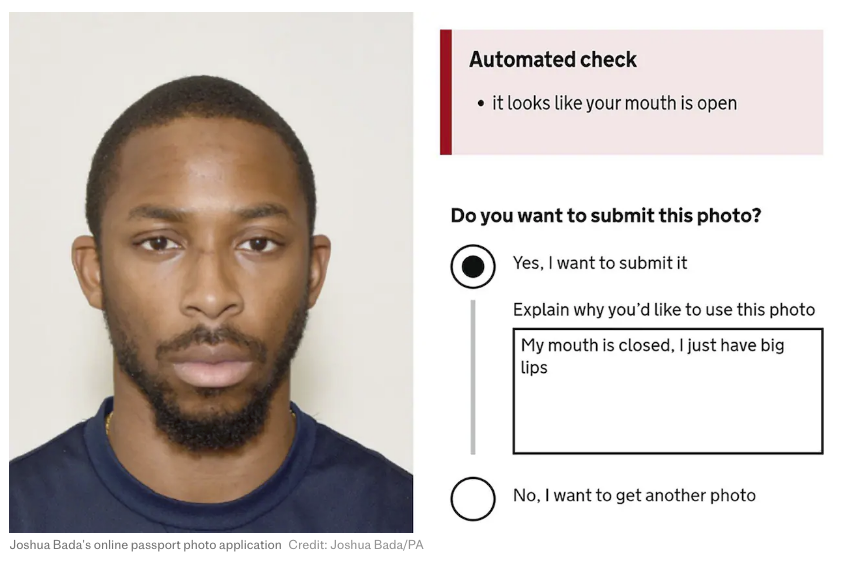 Automated check
• it looks like your mouth is open
Do you want to submit this photo?
Yes, I want to submit it
Explain why you'd like to use this photo
My mouth is closed, I just have big
lips
No, I want to get another photo
Joshua Bada's online passport photo application Credit: Joshua Bada/PA